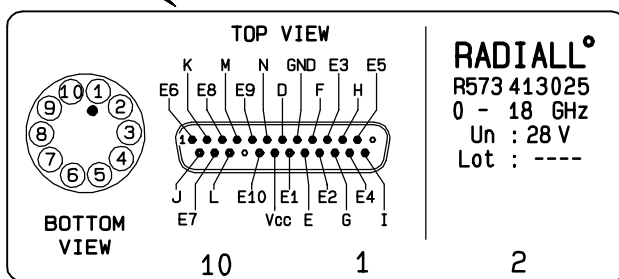 TOP VIEW
K M N GND E3 E5
E6 E8 E9 D F H
1
J L E10 E1 E2 E4
E7 Vcc E G I
10 1 2 3 4 5 6 7 8 9
BOTTOM
VIEW
10 1
RADIALL°
R573 413025
0 - 18 GHz
Un : 28 V
Lot : ----
2